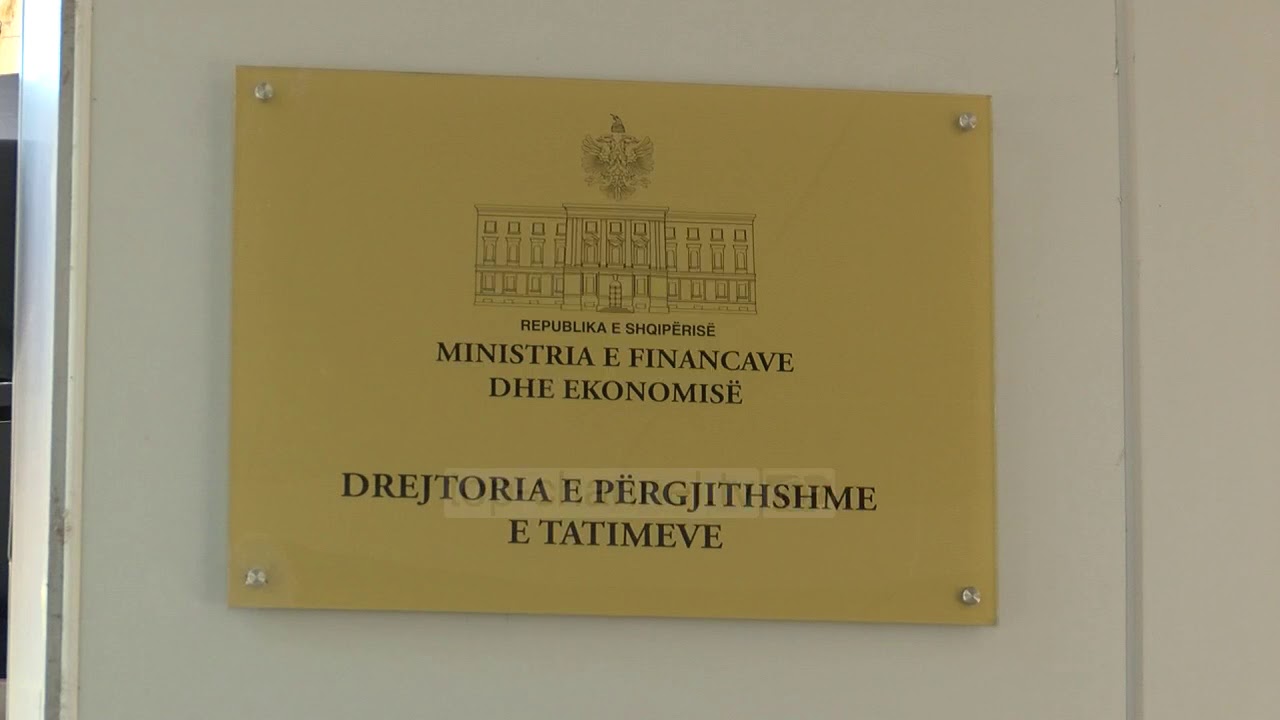 REPUBLIKA E SHQIPËRISË
MINISTRIA E FINANCAVE
DHE EKONOMISË
DREJTORIA E PËRGJITHSHME
E TATIMEVE